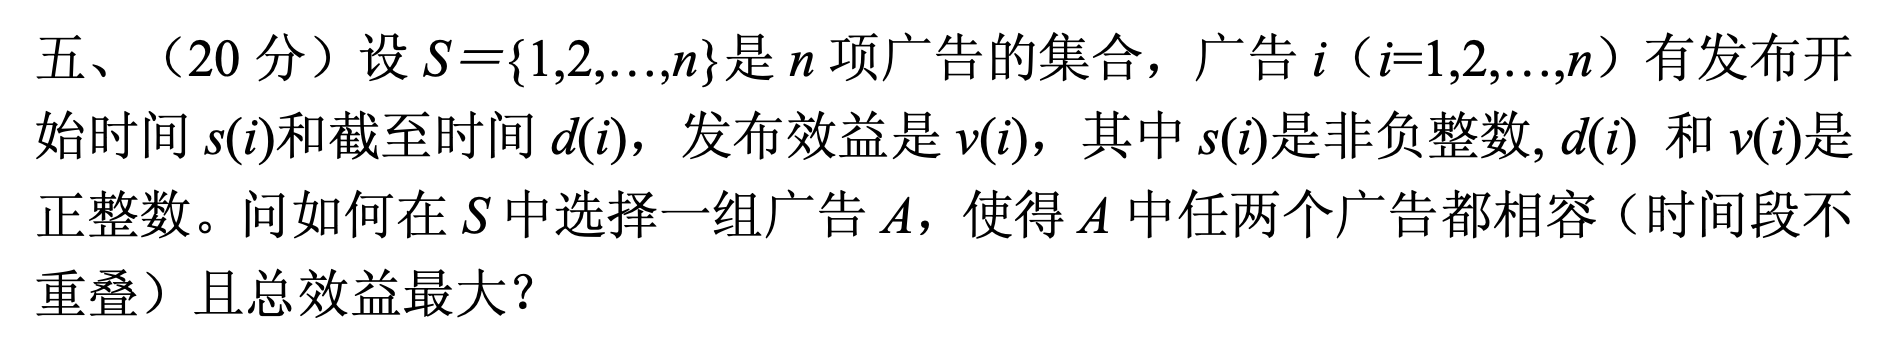 五、（20 分）设 S＝{1,2,…,n}是 n 项广告的集合，广告 i（i=1,2,…,n）有发布开
始时间 s(i)和截至时间 d(i)，发布效益是 v(i)，其中 s(i)是非负整数, d(i) 和 v(i)是
正整数。问如何在 S 中选择一组广告 A，使得 A 中任两个广告都相容（时间段不
重叠）且总效益最大？